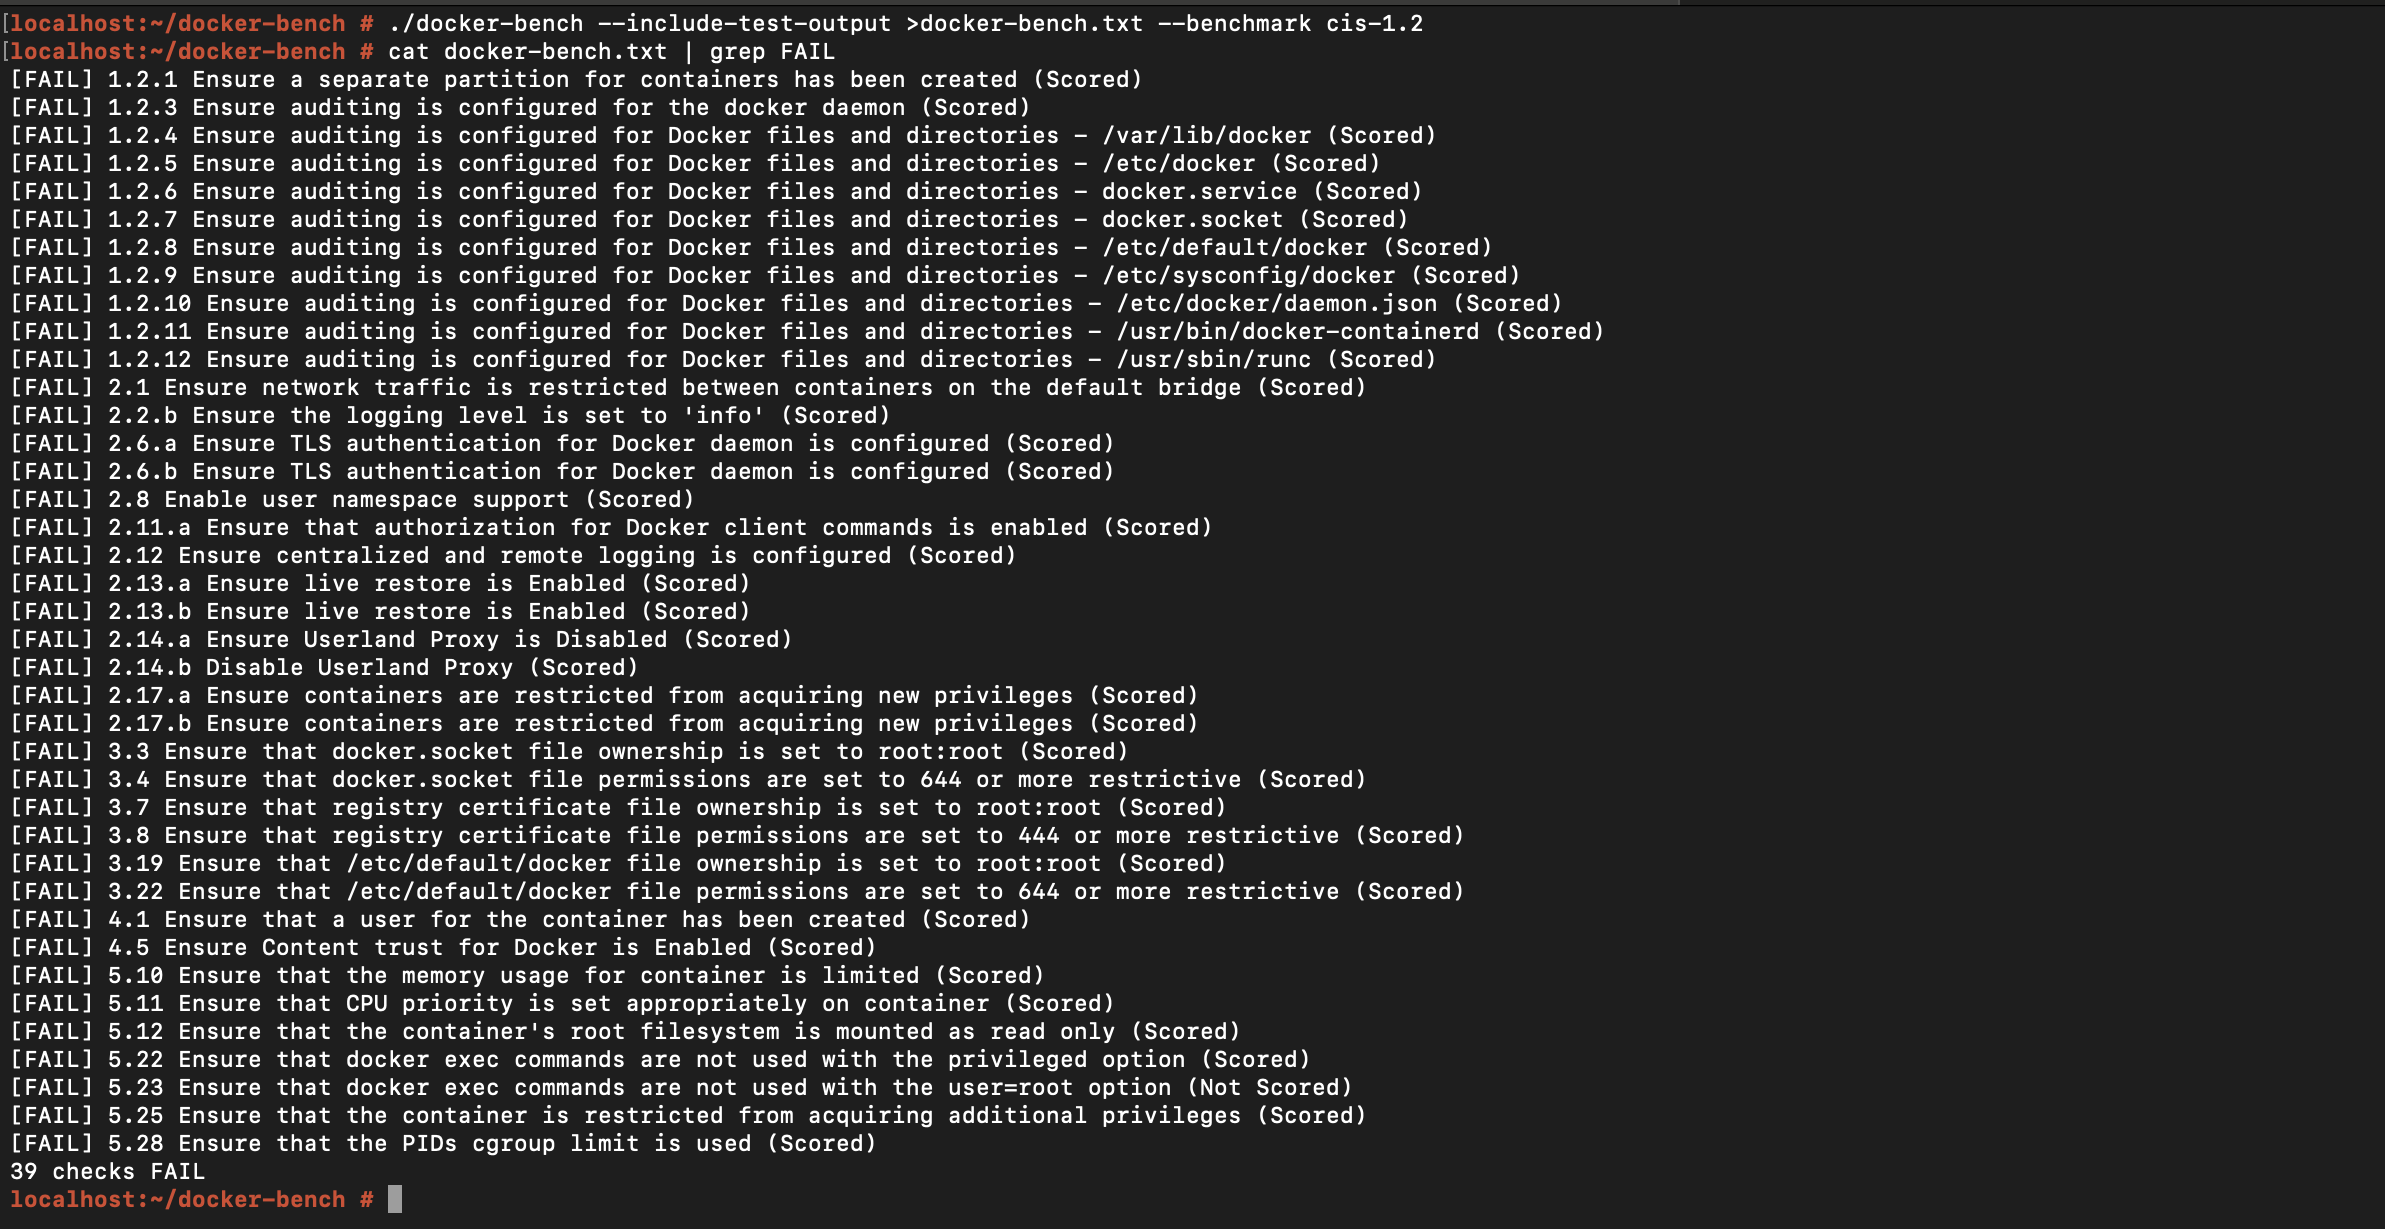 [localhost:~/docker-bench # ./docker-bench --include-test-output >docker-bench.txt --benchmark cis-1.2
[localhost:~/docker-bench # cat docker-bench.txt | grep FAIL
[FAIL] 1.2.1 Ensure a separate partition for containers has been created (Scored)
[FAIL] 1.2.3 Ensure auditing is configured for the docker daemon (Scored)
[FAIL] 1.2.4 Ensure auditing is configured for Docker files and directories - /var/lib/docker (Scored)
[FAIL] 1.2.5 Ensure auditing is configured for Docker files and directories - /etc/docker (Scored)
[FAIL] 1.2.6 Ensure auditing is configured for Docker files and directories - docker.service (Scored)
[FAIL] 1.2.7 Ensure auditing is configured for Docker files and directories - docker.socket (Scored)
[FAIL] 1.2.8 Ensure auditing is configured for Docker files and directories - /etc/default/docker (Scored)
[FAIL] 1.2.9 Ensure auditing is configured for Docker files and directories - /etc/sysconfig/docker (Scored)
[FAIL] 1.2.10 Ensure auditing is configured for Docker files and directories - /etc/docker/daemon.json (Scored)
[FAIL] 1.2.11 Ensure auditing is configured for Docker files and directories - /usr/bin/docker-containerd (Scored)
[FAIL] 1.2.12 Ensure auditing is configured for Docker files and directories - /usr/sbin/runc (Scored)
[FAIL] 2.1 Ensure network traffic is restricted between containers on the default bridge (Scored)
[FAIL] 2.2.b Ensure the logging level is set to 'info' (Scored)
[FAIL] 2.6.a Ensure TLS authentication for Docker daemon is configured (Scored)
[FAIL] 2.6.b Ensure TLS authentication for Docker daemon is configured (Scored)
[FAIL] 2.8 Enable user namespace support (Scored)
[FAIL] 2.11.a Ensure that authorization for Docker client commands is enabled (Scored)
[FAIL] 2.12 Ensure centralized and remote logging is configured (Scored)
[FAIL] 2.13.a Ensure live restore is Enabled (Scored)
[FAIL] 2.13.b Ensure live restore is Enabled (Scored)
[FAIL] 2.14.a Ensure Userland Proxy is Disabled (Scored)
[FAIL] 2.14.b Disable Userland Proxy (Scored)
[FAIL] 2.17.a Ensure containers are restricted from acquiring new privileges (Scored)
[FAIL] 2.17.b Ensure containers are restricted from acquiring new privileges (Scored)
[FAIL] 3.3 Ensure that docker.socket file ownership is set to root:root (Scored)
[FAIL] 3.4 Ensure that docker.socket file permissions are set to 644 or more restrictive (Scored)
[FAIL] 3.7 Ensure that registry certificate file ownership is set to root:root (Scored)
[FAIL] 3.8 Ensure that registry certificate file permissions are set to 444 or more restrictive (Scored)
[FAIL] 3.19 Ensure that /etc/default/docker file ownership is set to root:root (Scored)
[FAIL] 3.22 Ensure that /etc/default/docker file permissions are set to 644 or more restrictive (Scored)
[FAIL] 4.1 Ensure that a user for the container has been created (Scored)
[FAIL] 4.5 Ensure Content trust for Docker is Enabled (Scored)
[FAIL] 5.10 Ensure that the memory usage for container is limited (Scored)
[FAIL] 5.11 Ensure that CPU priority is set appropriately on container (Scored)
[FAIL] 5.12 Ensure that the container's root filesystem is mounted as read only (Scored)
[FAIL] 5.22 Ensure that docker exec commands are not used with the privileged option (Scored)
[FAIL] 5.23 Ensure that docker exec commands are not used with the user=root option (Not Scored)
[FAIL] 5.25 Ensure that the container is restricted from acquiring additional privileges (Scored)
[FAIL] 5.28 Ensure that the PIDs cgroup limit is used (Scored)
39 checks FAIL
localhost:~/docker-bench #